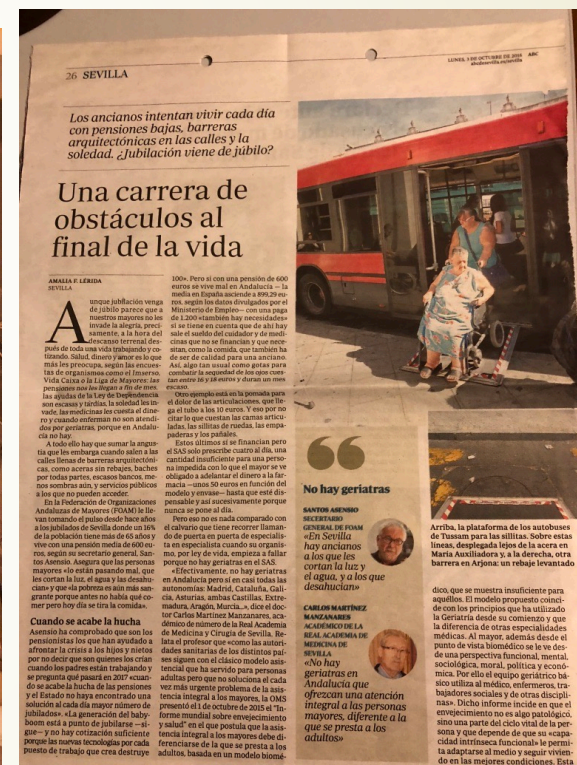 26 SEVILLA
LUNES, 3 DE OCTUBRE DE 2016 ABC
abcdesevilla.es/sevilla
Los ancianos intentan vivir cada día
con pensiones bajas, barreras
arquitectónicas en las calles y la
soledad. ¿Jubilación viene de júbilo?
Una carrera de
obstáculos al
final de la vida
AMALIA F. LÉRIDA
SEVILLA
Aunque jubilación venga
de júbilo parece que a
nuestros mayores no les
invade la alegría, preci-
samente, a la hora del
descanso terrenal des-
pués de toda una vida trabajando y co-
tizando. Salud, dinero y amor es lo que
más les preocupa, según las encues-
tas de organismos como el Imserso,
Vida Caixa o la Liga de Mayores: las
pensiones no les llegan a fin de mes,
las ayudas de la Ley de Dependencia
son escasas y tardías, la soledad les in-
vade, las medicinas les cuesta el dine-
ro y cuando enferman no son atendi-
dos por geriatras, porque en Andalu-
cía no hay.
A todo ello hay que sumar la angus-
tia que les embarga cuando salen a las
calles llenas de barreras arquitectóni-
cas, como aceras sin rebajes, baches
por todas partes, escasos bancos, me-
nos sombras aún, y servicios públicos
a los que no pueden acceder.
En la Federación de Organizaciones
Andaluzas de Mayores (FOAM) le lle-
van tomando el pulso desde hace años
a los jubilados de Sevilla donde un 16%
de la población tiene más de 65 años y
vive con una pensión media de 600 eu-
ros, según su secretario general, San-
tos Asensio. Asegura que las personas
mayores «lo están pasando mal, que
les cortan la luz, el agua y las desahu-
cian» y que «la pobreza es aún más san-
grante porque antes no había qué co-
mer pero hoy día se tira la comida».
Cuando se acabe la hucha
Asensio ha comprobado que son los
pensionistas los que han ayudado a
afrontar la crisis a los hijos y nietos
por no decir que son quienes los crían
cuando los padres están trabajando y
se pregunta qué pasará en 2017 «cuan-
do se acabe la hucha de las pensiones
y el Estado no haya encontrado una
solución al cada día mayor número de
jubilados». «La generación del baby-
boom está a punto de jubilarse —si-
gue— y no hay cotización suficiente
porque las nuevas tecnologías por cada
puesto de trabajo que crea destruye
100». Pero si con una pensión de 600
euros se vive mal en Andalucía — la
media en España asciende a 899,29 eu-
ros, según los datos divulgados por el
Ministerio de Empleo— con una paga
de 1.200 «también hay necesidades»
si se tiene en cuenta que de ahí hay
sale el sueldo del cuidador y de medi-
cinas que no se financian y que nece-
sitan, como la comida, que también ha
de ser de calidad para una anciano.
Así, algo tan usual como gotas para
combatir la sequedad de los ojos cues-
tan entre 16 y 18 euros y duran un mes
escaso.
Otro ejemplo está en la pomada para
el dolor de las articulaciones, que lle-
ga el tubo a los 10 euros. Y eso por no
citar lo que cuestan las camas articu-
ladas, las sillitas de ruedas, las empa-
paderas y los pañales.
Estos últimos sí se financian pero
el SAS solo prescribe cuatro al día, una
cantidad insuficiente para una perso-
na impedida con lo que el mayor se ve
obligado a adelantar el dinero a la far-
macia —unos 50 euros en función del
modelo y envase— hasta que esté dis-
pensable y así sucesivamente porque
nunca se pone al día.
Pero eso no es nada comparado con
el calvario que tiene recorrer llaman-
do de puerta en puerta de especialis-
ta en especialista cuando su organis-
mo, por ley de vida, empieza a fallar
porque no hay geriatras en el SAS.
«Efectivamente, no hay geriatras
en Andalucía pero sí en casi todas las
autonomías: Madrid, Cataluña, Gali-
cia, Asturias, ambas Castillas, Extre-
madura, Aragón, Murcia...», dice el doc-
tor Carlos Martínez Manzanares, aca-
démico de número de la Real Academia
de Medicina y Cirugía de Sevilla. Re-
lata el profesor que «como las autori-
dades sanitarias de los distintos paí-
ses siguen con el clásico modelo asis-
tencial que ha servido para personas
adultas pero que no soluciona el cada
vez más urgente problema de la asis-
tencia integral a los mayores, la OMS
presentó el 1 de octubre de 2015 el "In-
forme mundial sobre envejecimiento
y salud" en el que postula que la asis-
tencia integral a los mayores debe di-
ferenciarse de la que se presta a los
adultos, basada en un modelo biomé-
No hay geriatras
SANTOS ASENSIO
SECRETARIO
GENERAL DE FOAM
«En Sevilla
hay ancianos
a los que les
cortan la luz y
el agua, y a los que
desahucian»
CARLOS MARTÍNEZ
MANZANARES
ACADÉMICO DE LA
REAL ACADEMIA DE
MEDICINA DE
SEVILLA
«No hay
geriatras en
Andalucía que
ofrezcan una atención
integral a las personas
mayores, diferente a la
que se presta a los
adultos»
Arriba, la plataforma de los autobuses
de Tussam para las sillitas. Sobre estas
líneas, desplegada lejos de la acera en
María Auxiliadora y, a la derecha, otra
barrera en Arjona: un rebaje levantado
dico, que se muestra insuficiente para
aquéllos. El modelo propuesto coinci-
de con los principios que ha utilizado
la Geriatría desde su comienzo y que
la diferencia de otras especialidades
médicas. Al mayor, además desde el
punto de vista biomédico se le ve des-
de una perspectiva funcional, mental,
sociológica, moral, política y econó-
mica. Por ello el equipo geriátrico bá-
sico utiliza al médico, enfermeros, tra-
bajadores sociales y de otras discipli-
nas». Dicho informe incide en que el
envejecimiento no es algo patológico,
sino una parte del ciclo vital de la per-
sona y que depende de que su «capa-
cidad intrínseca funcional» le permi-
ta adaptarse al medio y seguir vivien-
do en las mejores condiciones. Esta